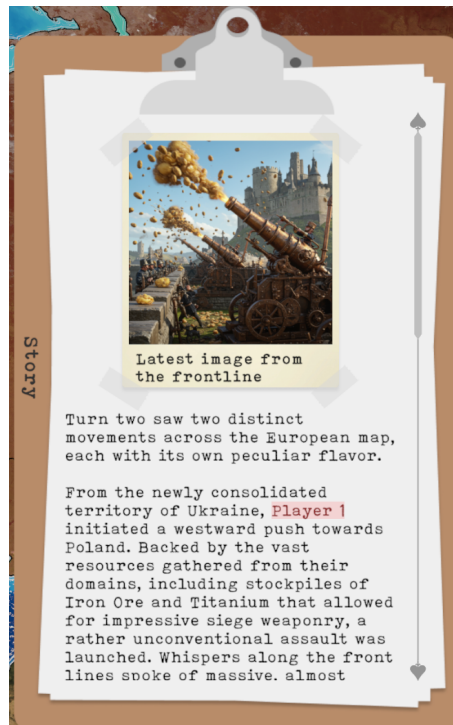 Story
Latest image from
the frontline
Turn two saw two distinct
movements across the European map,
each with its own peculiar flavor.
From the newly consolidated
territory of Ukraine, Player 1
initiated a westward push towards
Poland. Backed by the vast
resources gathered from their
domains, including stockpiles of
Iron Ore and Titanium that allowed
for impressive siege weaponry, a
rather unconventional assault was
launched. Whispers along the front
lines spoke of massive, almost